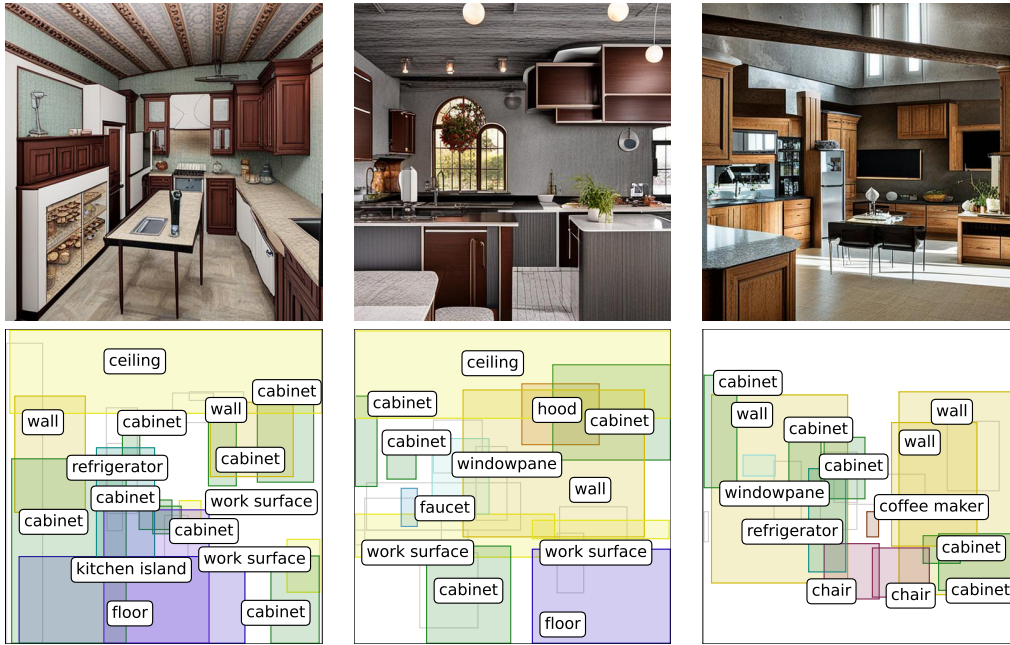 ceiling
cabinet
wall
cabinet
wall
cabinet
refrigerator
cabinet
work surface
cabinet
cabinet
work surface
kitchen island
floor
cabinet
ceiling
cabinet
hood
cabinet
cabinet
windowpane
wall
faucet
work surface
work surface
cabinet
floor
cabinet
wall
wall
cabinet
wall
cabinet
windowpane
coffee maker
refrigerator
cabinet
chair
chair
cabinet